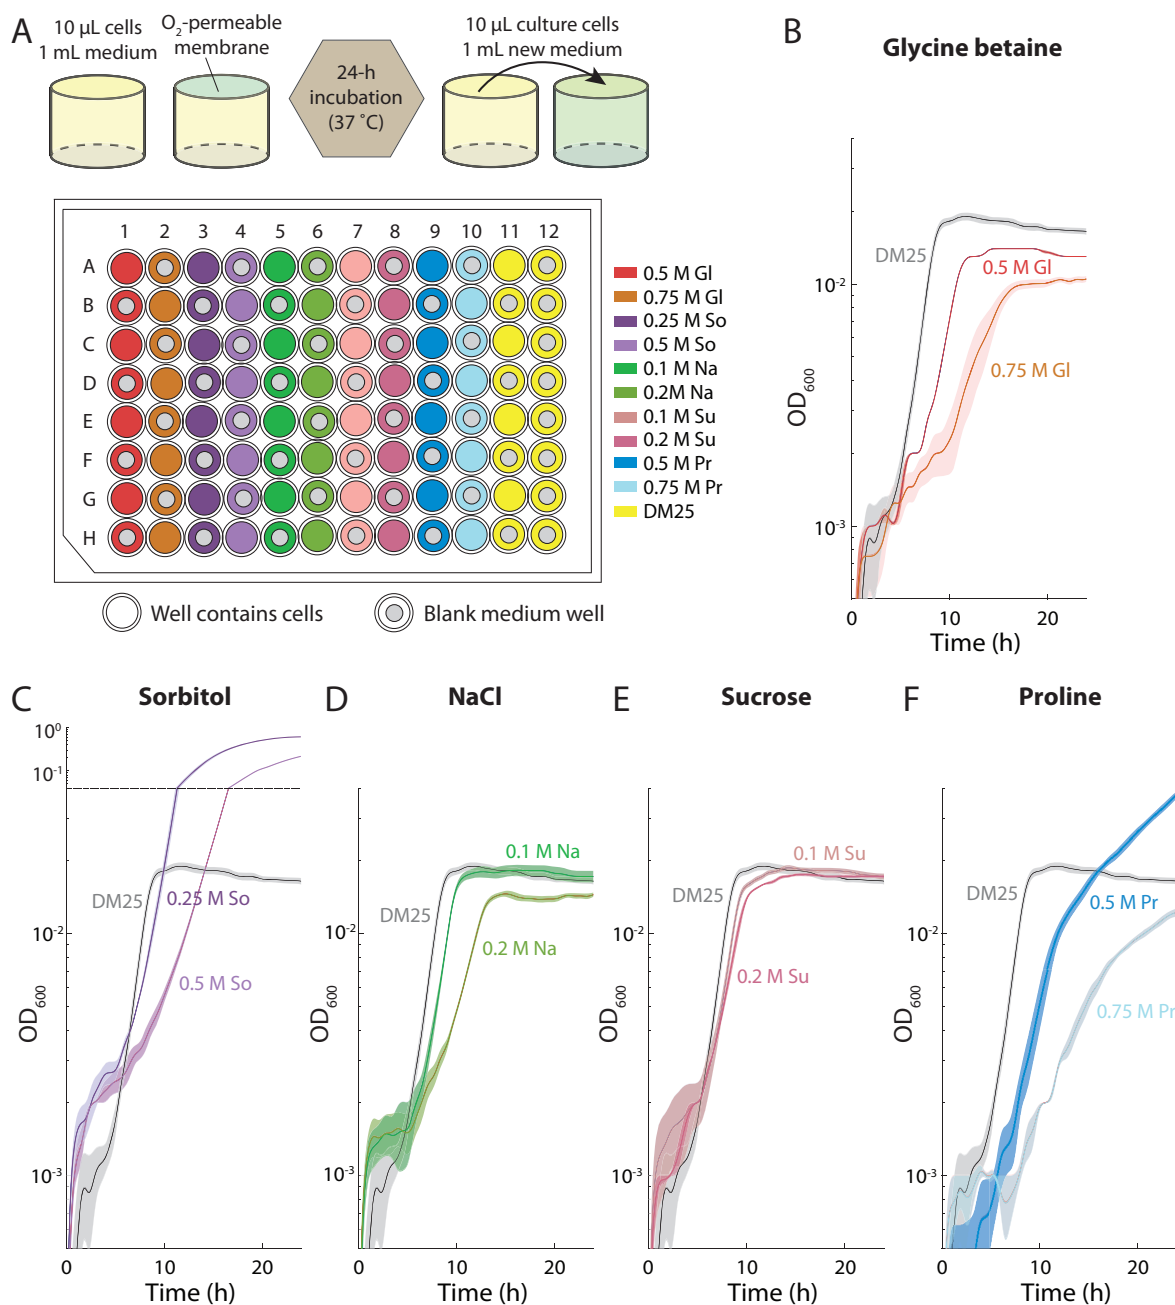 A
10 µL cells
1 mL medium
O2-permeable
membrane
24-h
incubation
(37 ˚C)
10 µL culture cells
1 mL new medium
1 2 3 4 5 6 7 8 9 10 11 12
A
B
C
D
E
F
G
H
0.5 M Gl
0.75 M Gl
0.25 M So
0.5 M So
0.1 M Na
0.2M Na
0.1 M Su
0.2 M Su
0.5 M Pr
0.75 M Pr
DM25
Well contains cells
Blank medium well
B
Glycine betaine
DM25
0.5 M Gl
0.75 M Gl
10-2
10-3
OD600
0 10 20
Time (h)
C
Sorbitol
100
10-1
10-2
10-3
OD600
DM25
0.25 M So
0.5 M So
0 10 20
Time (h)
D
NaCl
10-2
10-3
OD600
DM25
0.1 M Na
0.2 M Na
0 10 20
Time (h)
E
Sucrose
10-2
10-3
OD600
DM25
0.1 M Su
0.2 M Su
0 10 20
Time (h)
F
Proline
10-2
10-3
OD600
DM25
0.5 M Pr
0.75 M Pr
0 10 20
Time (h)